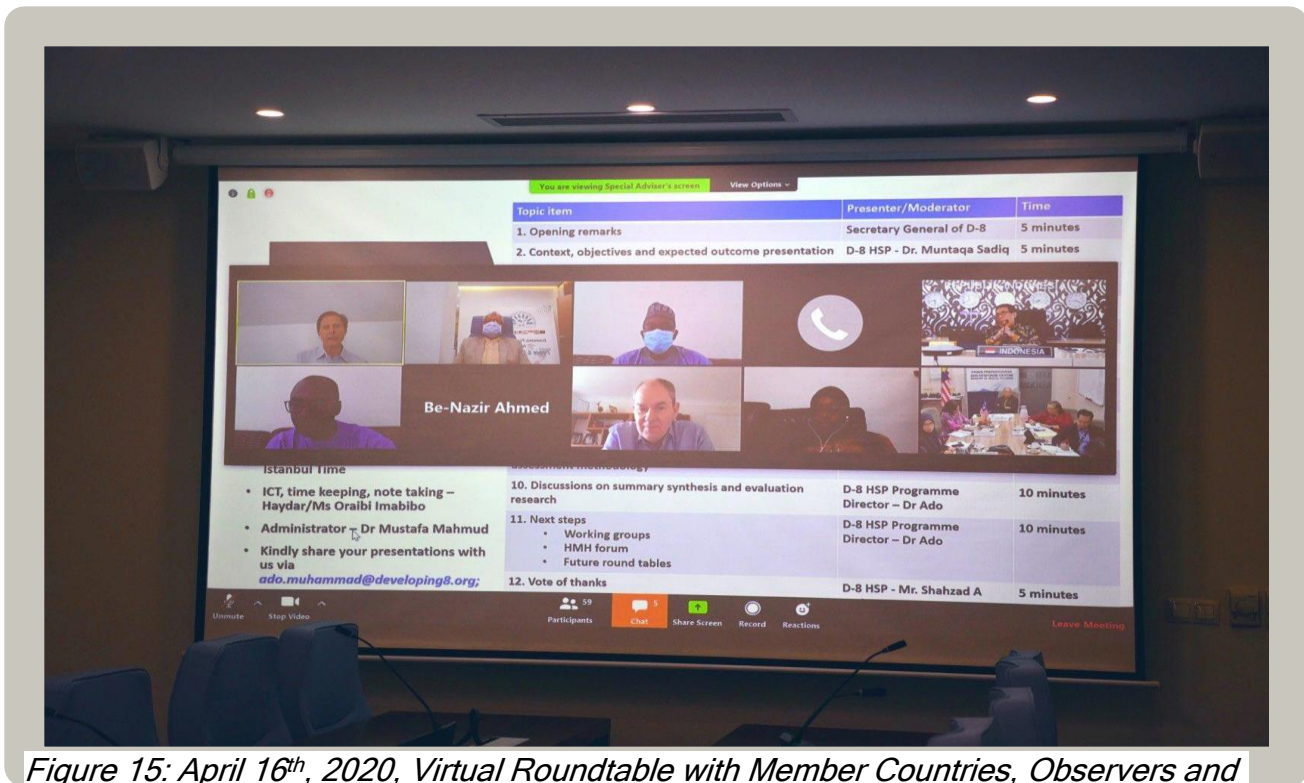 You are viewing Special Adviser's screen
View Options
Topic item Presenter/Moderator Time
1. Opening remarks Secretary General of D-8 5 minutes
2. Context, objectives and expected outcome presentation D-8 HSP - Dr. Muntaqa Sadiq 5 minutes
INDONESIA
Be-Nazir Ahmed
Istanbul Time
• ICT, time keeping, note taking –
Haydar/Ms Oraibi Imabibo
• Administrator – Dr Mustafa Mahmud
• Kindly share your presentations with
us via
ado.muhammad@developing8.org;
assessment methodology
10. Discussions on summary synthesis and evaluation
research
D-8 HSP Programme
Director – Dr Ado
10 minutes
11. Next steps
• Working groups
• HMH forum
• Future round tables
D-8 HSP Programme
Director – Dr Ado
10 minutes
12. Vote of thanks D-8 HSP - Mr. Shahzad A 5 minutes
Unmute
Stop Video
59
Participants
5
Chat
Share Screen
Record
Reactions
Leave Meeting
Figure 15: April 16th, 2020, Virtual Roundtable with Member Countries, Observers and